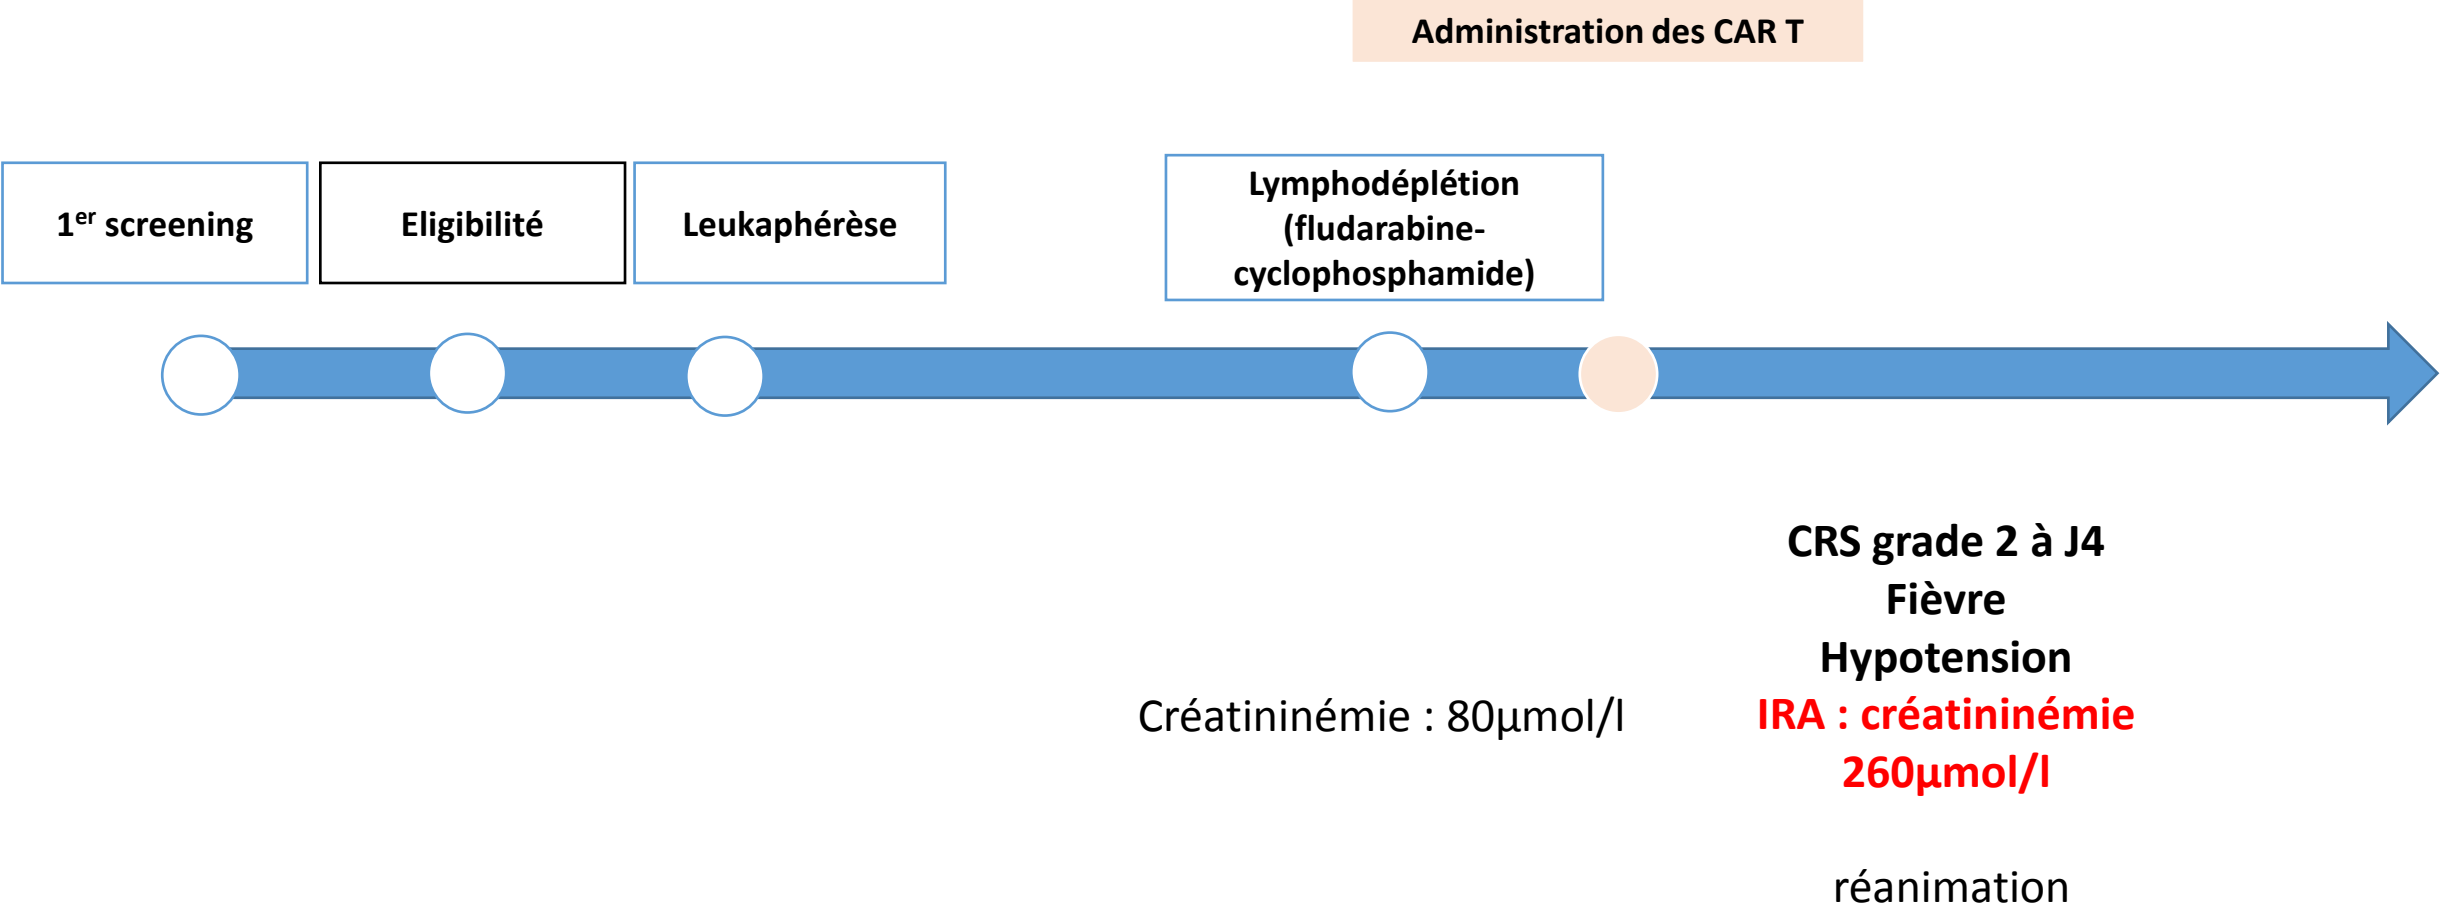 Administration des CAR T
1er screening
Eligibilité
Leukaphérèse
Lymphodéplétion
(fludarabine-
cyclophosphamide)
CRS grade 2 à J4
Fièvre
Hypotension
Créatininémie : 80µmol/l
IRA : créatininémie
260µmol/l
réanimation